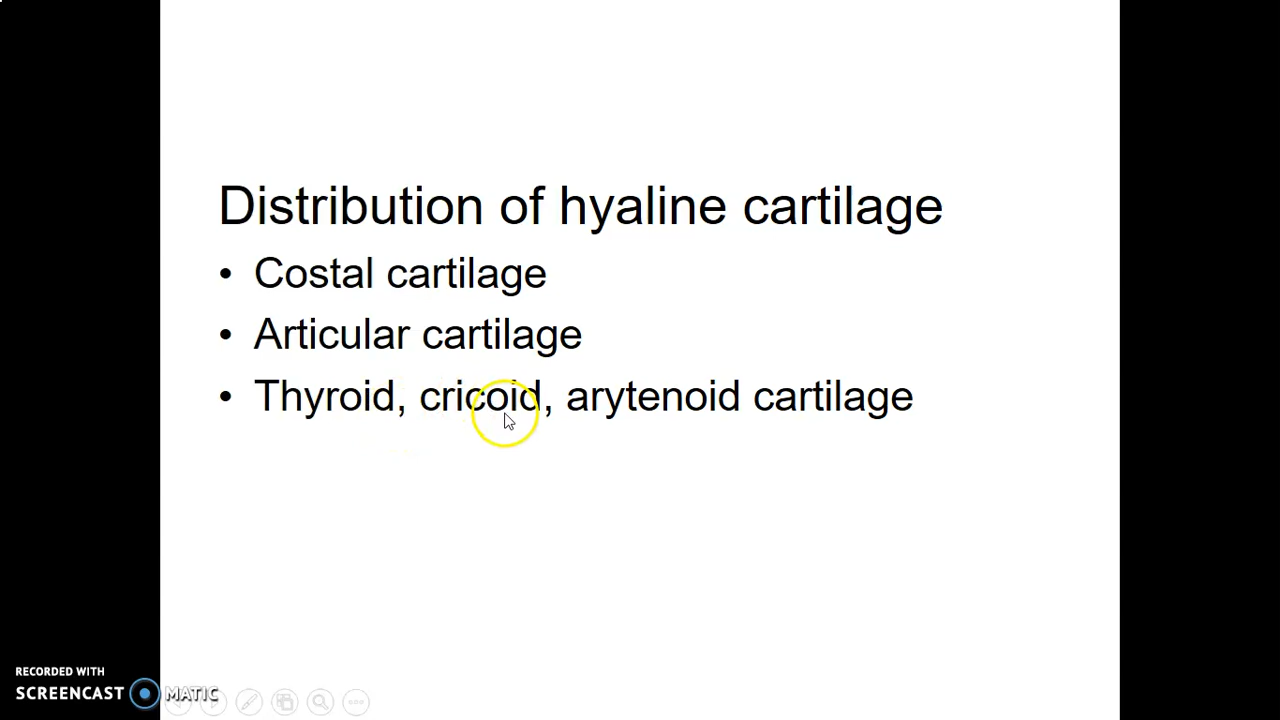 Distribution of hyaline cartilage
• Costal cartilage
• Articular cartilage
• Thyroid, cricoid, arytenoid cartilage
RECORDED WITH
SCREENCAST MATIC